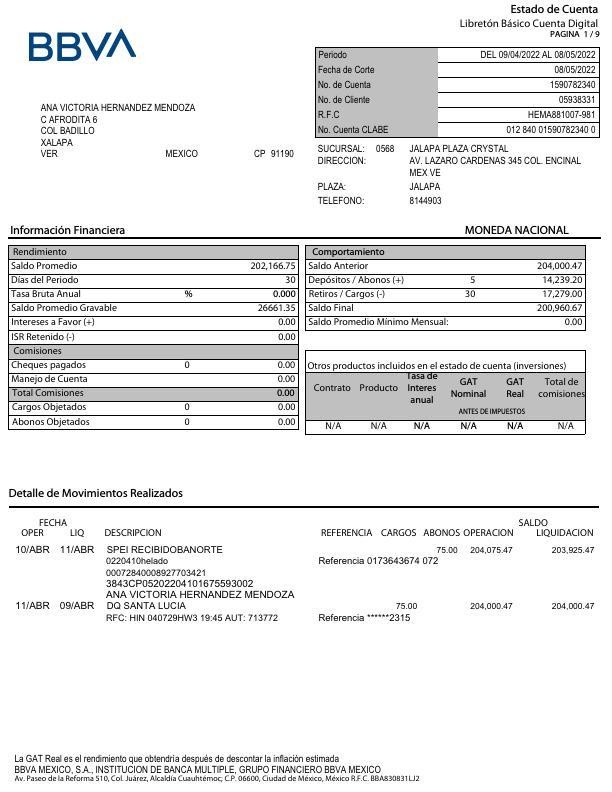 Estado de Cuenta
Libretón Básico Cuenta Digital
PAGINA 1 / 9
BBVA
Periodo DEL 09/04/2022 AL 08/05/2022
Fecha de Corte 08/05/2022
No. de Cuenta 1590782340
No. de Cliente 05938331
R.F.C HEMA881007-981
No. Cuenta CLABE 012 840 01590782340 0
ANA VICTORIA HERNANDEZ MENDOZA
C AFRODITA 6
COL BADILLO
XALAPA
VER MEXICO CP 91190
SUCURSAL: 0568 JALAPA PLAZA CRYSTAL
DIRECCION: AV. LAZARO CARDENAS 345 COL. ENCINAL
MEX VE
PLAZA: JALAPA
TELEFONO: 8144903
Información Financiera MONEDA NACIONAL
Rendimiento
Saldo Promedio 202,166.75
Días del Periodo 30
Tasa Bruta Anual % 0.000
Saldo Promedio Gravable 26661.35
Intereses a Favor (+) 0.00
ISR Retenido (-) 0.00
Comisiones
Cheques pagados 0 0.00
Manejo de Cuenta 0.00
Total Comisiones 0.00
Cargos Objetados 0 0.00
Abonos Objetados 0 0.00
Comportamiento
Saldo Anterior 204,000.47
Depósitos / Abonos (+) 5 14,239.20
Retiros / Cargos (-) 30 17,279.00
Saldo Final 200,960.67
Saldo Promedio Mínimo Mensual: 0.00
Otros productos incluidos en el estado de cuenta (inversiones)
Contrato Producto Tasa de Interes anual GAT Nominal GAT Real Total de comisiones
ANTES DE IMPUESTOS
N/A N/A N/A N/A N/A N/A
Detalle de Movimientos Realizados
FECHA SALDO
OPER LIQ DESCRIPCION REFERENCIA CARGOS ABONOS OPERACION LIQUIDACION
10/ABR 11/ABR SPEI RECIBIDOBANORTE 75.00 204,075.47 203,925.47
0220410helado Referencia 0173643674 072
00072840008927703421
3843CP05202204101675593002
ANA VICTORIA HERNANDEZ MENDOZA
11/ABR 09/ABR DQ SANTA LUCIA 75.00 204,000.47 204,000.47
RFC: HIN 040729HW3 19:45 AUT: 713772 Referencia ******2315
La GAT Real es el rendimiento que obtendría después de descontar la inflación estimada
BBVA MEXICO, S.A., INSTITUCION DE BANCA MULTIPLE, GRUPO FINANCIERO BBVA MEXICO
Av. Paseo de la Reforma 510, Col. Juárez, Alcaldía Cuauhtémoc; C.P. 06600, Ciudad de México, México R.F.C. BBA830831LJ2